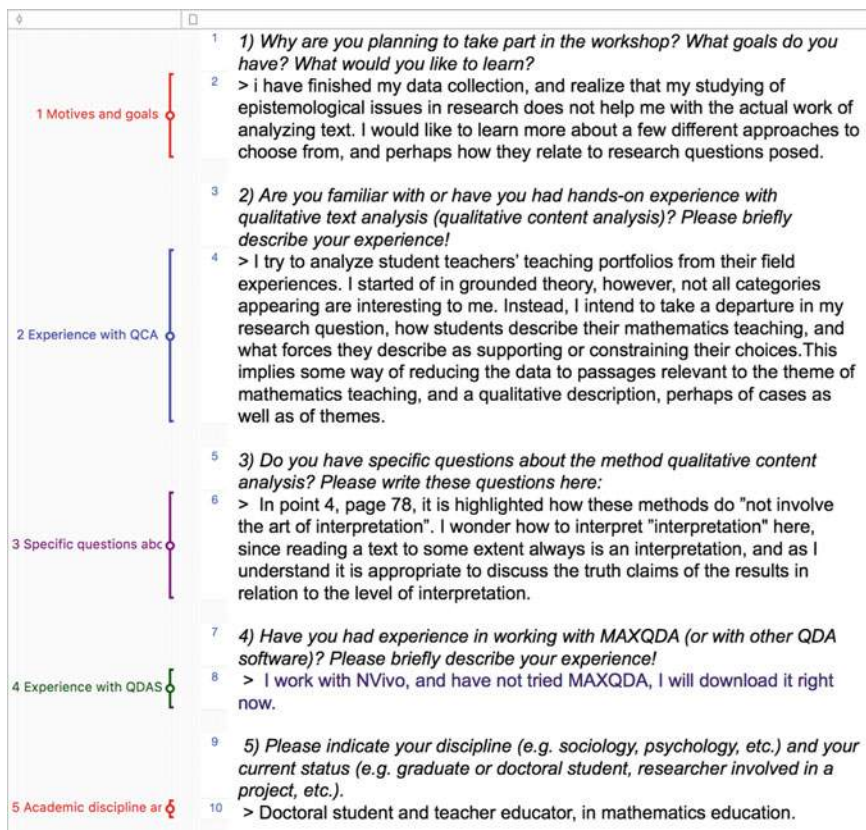 1 1) Why are you planning to take part in the workshop? What goals do you
have? What would you like to learn?
1 Motives and goals
2 > i have finished my data collection, and realize that my studying of
epistemological issues in research does not help me with the actual work of
analyzing text. I would like to learn more about a few different approaches to
choose from, and perhaps how they relate to research questions posed.
3 2) Are you familiar with or have you had hands-on experience with
qualitative text analysis (qualitative content analysis)? Please briefly
describe your experience!
2 Experience with QCA
4 > I try to analyze student teachers' teaching portfolios from their field
experiences. I started of in grounded theory, however, not all categories
appearing are interesting to me. Instead, I intend to take a departure in my
research question, how students describe their mathematics teaching, and
what forces they describe as supporting or constraining their choices.This
implies some way of reducing the data to passages relevant to the theme of
mathematics teaching, and a qualitative description, perhaps of cases as
well as of themes.
5 3) Do you have specific questions about the method qualitative content
analysis? Please write these questions here:
3 Specific questions abc
6 > In point 4, page 78, it is highlighted how these methods do "not involve
the art of interpretation". I wonder how to interpret "interpretation" here,
since reading a text to some extent always is an interpretation, and as I
understand it is appropriate to discuss the truth claims of the results in
relation to the level of interpretation.
7 4) Have you had experience in working with MAXQDA (or with other QDA
software)? Please briefly describe your experience!
4 Experience with QDAS
8 > I work with NVivo, and have not tried MAXQDA, I will download it right
now.
9 5) Please indicate your discipline (e.g. sociology, psychology, etc.) and your
current status (e.g. graduate or doctoral student, researcher involved in a
project, etc.).
5 Academic discipline ar
10 > Doctoral student and teacher educator, in mathematics education.